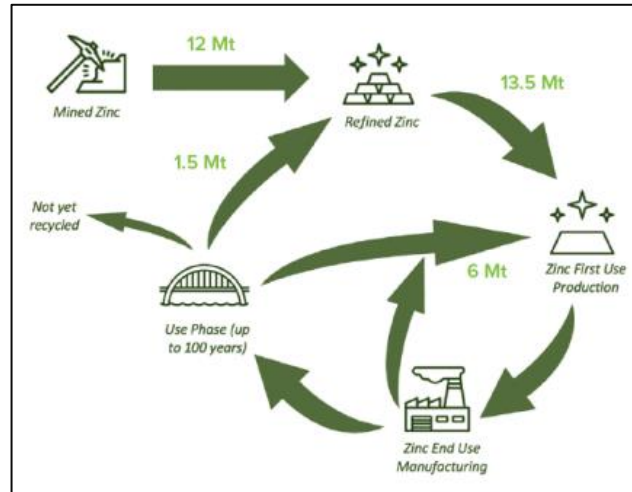 12 Mt
Mined Zinc
Refined Zinc
13.5 Mt
1.5 Mt
Not yet
recycled
6 Mt
Zinc First Use
Production
Use Phase (up
to 100 years)
Zinc End Use
Manufacturing